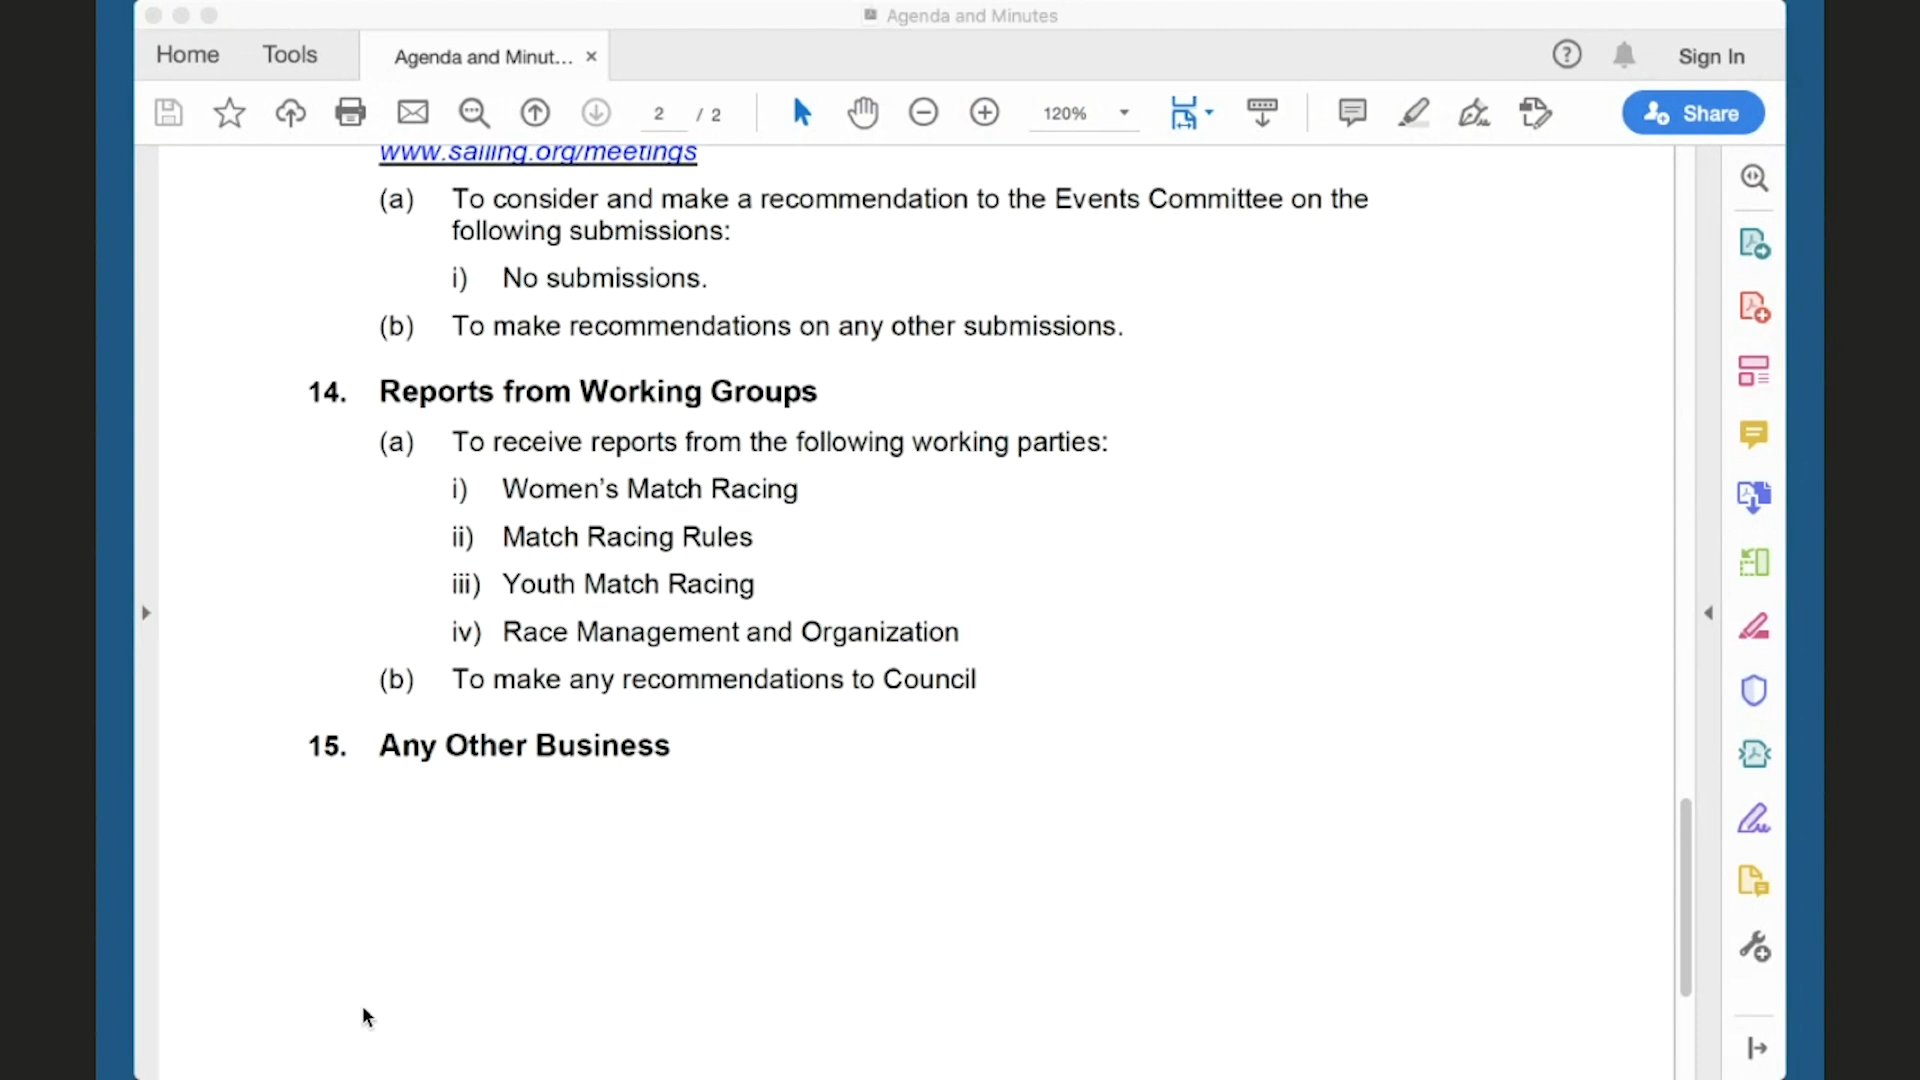 Agenda and Minutes
Home Tools Agenda and Minut... × Sign In
2 / 2 120% Share
www.sailing.org/meetings
(a) To consider and make a recommendation to the Events Committee on the
following submissions:
i) No submissions.
(b) To make recommendations on any other submissions.
14. Reports from Working Groups
(a) To receive reports from the following working parties:
i) Women’s Match Racing
ii) Match Racing Rules
iii) Youth Match Racing
iv) Race Management and Organization
(b) To make any recommendations to Council
15. Any Other Business